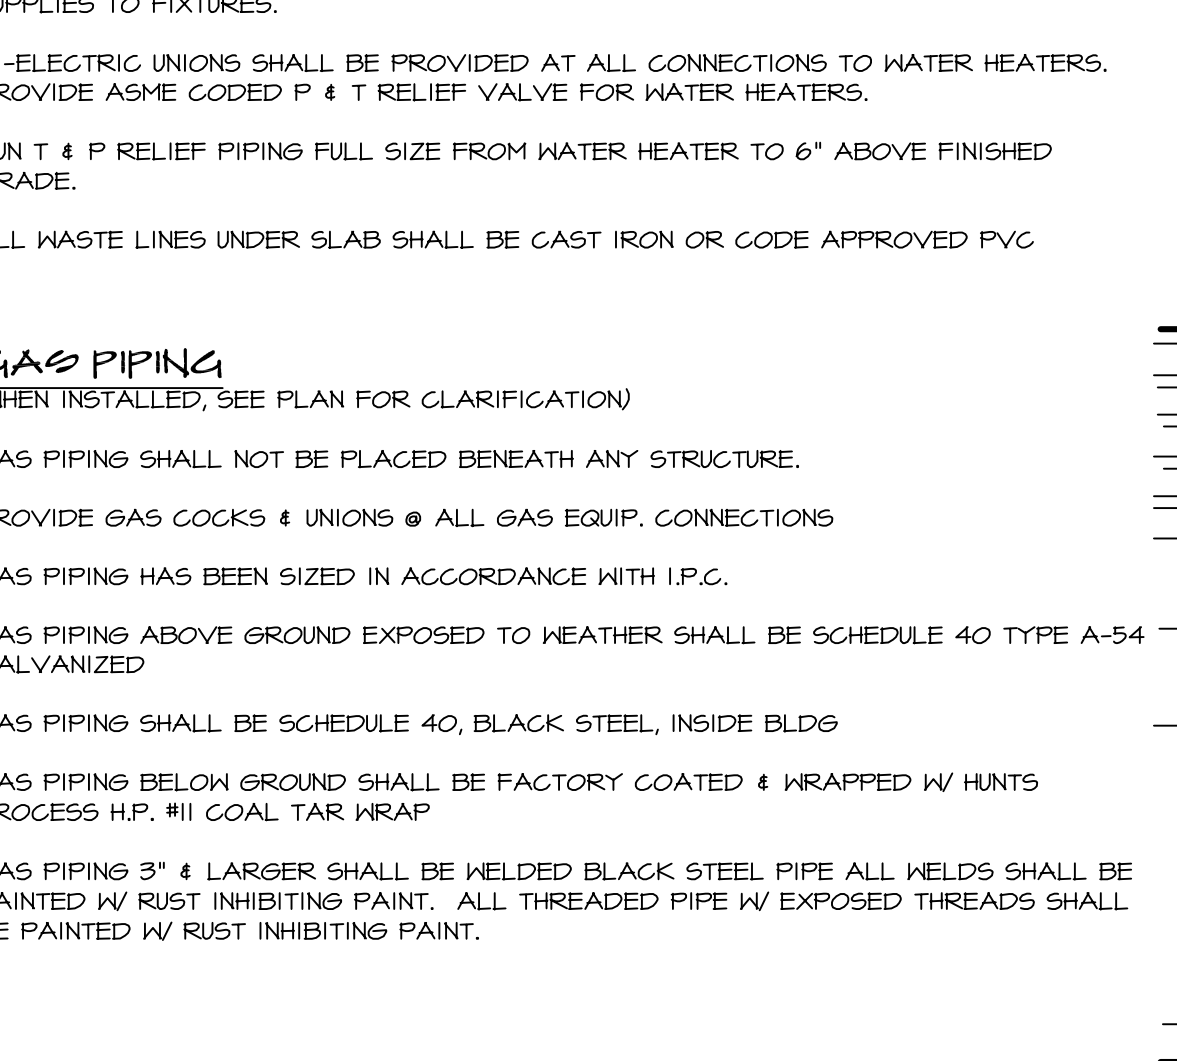 UPPLIES TO FIXTURES.
-ELECTRIC UNIONS SHALL BE PROVIDED AT ALL CONNECTIONS TO WATER HEATERS.
ROVIDE ASME CODED P & T RELIEF VALVE FOR WATER HEATERS.
UN T & P RELIEF PIPING FULL SIZE FROM WATER HEATER TO 6" ABOVE FINISHED
RADE.
LL WASTE LINES UNDER SLAB SHALL BE CAST IRON OR CODE APPROVED PVC
GAS PIPING
WHEN INSTALLED, SEE PLAN FOR CLARIFICATION)
AS PIPING SHALL NOT BE PLACED BENEATH ANY STRUCTURE.
ROVIDE GAS COCKS & UNIONS @ ALL GAS EQUIP. CONNECTIONS
AS PIPING HAS BEEN SIZED IN ACCORDANCE WITH I.P.C.
AS PIPING ABOVE GROUND EXPOSED TO WEATHER SHALL BE SCHEDULE 40 TYPE A-54
ALVANIZED
AS PIPING SHALL BE SCHEDULE 40, BLACK STEEL, INSIDE BLDG
AS PIPING BELOW GROUND SHALL BE FACTORY COATED & WRAPPED W/ HUNTS
ROCESS H.P. #11 COAL TAR WRAP
AS PIPING 3" & LARGER SHALL BE WELDED BLACK STEEL PIPE ALL WELDS SHALL BE
AINTED W/ RUST INHIBITING PAINT.  ALL THREADED PIPE W/ EXPOSED THREADS SHALL
E PAINTED W/ RUST INHIBITING PAINT.